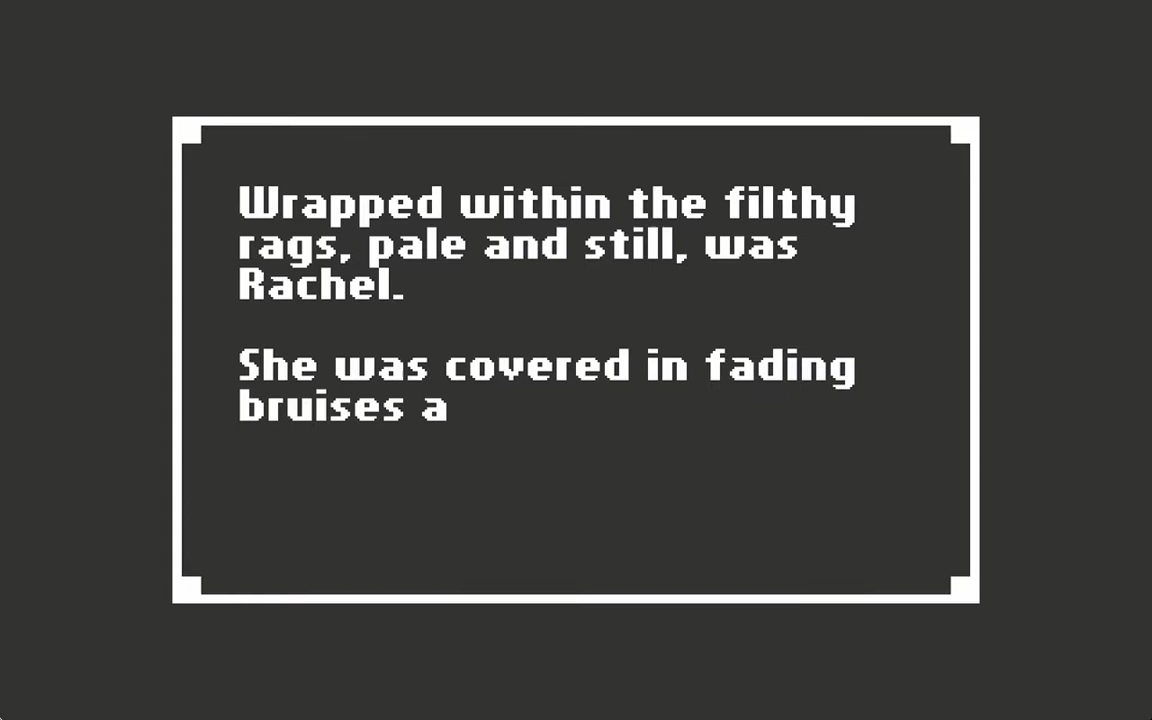 Wrapped within the filthy
rags, pale and still, was
Rachel.
She was covered in fading
bruises a